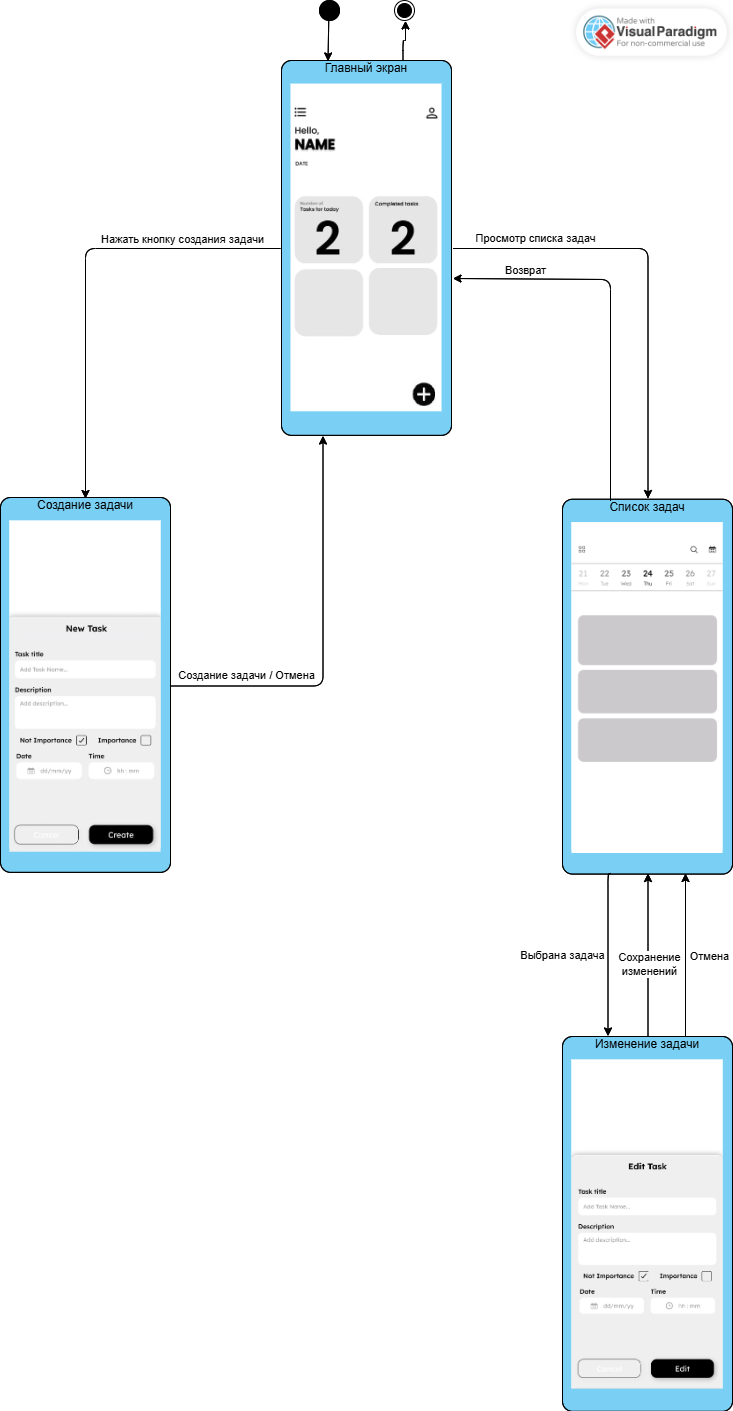 Made with
Visual Paradigm
For non-commercial use
Главный экран
Hello,
NAME
DATE
Number of
Tasks for today
2
Completed tasks
2
Нажать кнопку создания задачи
Просмотр списка задач
Возврат
Создание задачи
New Task
Task title
Add Task Name...
Description
Add description...
Not Importance
Importance
Date
Time
dd/mm/yy
hh : mm
Cancel
Create
Создание задачи / Отмена
Список задач
21 22 23 24 25 26 27
Mon Tue Wed Thu Fri Sat Sun
Выбрана задача
Сохранение
изменений
Отмена
Изменение задачи
Edit Task
Task title
Add Task Name...
Description
Add description...
Not Importance
Importance
Date
Time
dd/mm/yy
hh : mm
Cancel
Edit